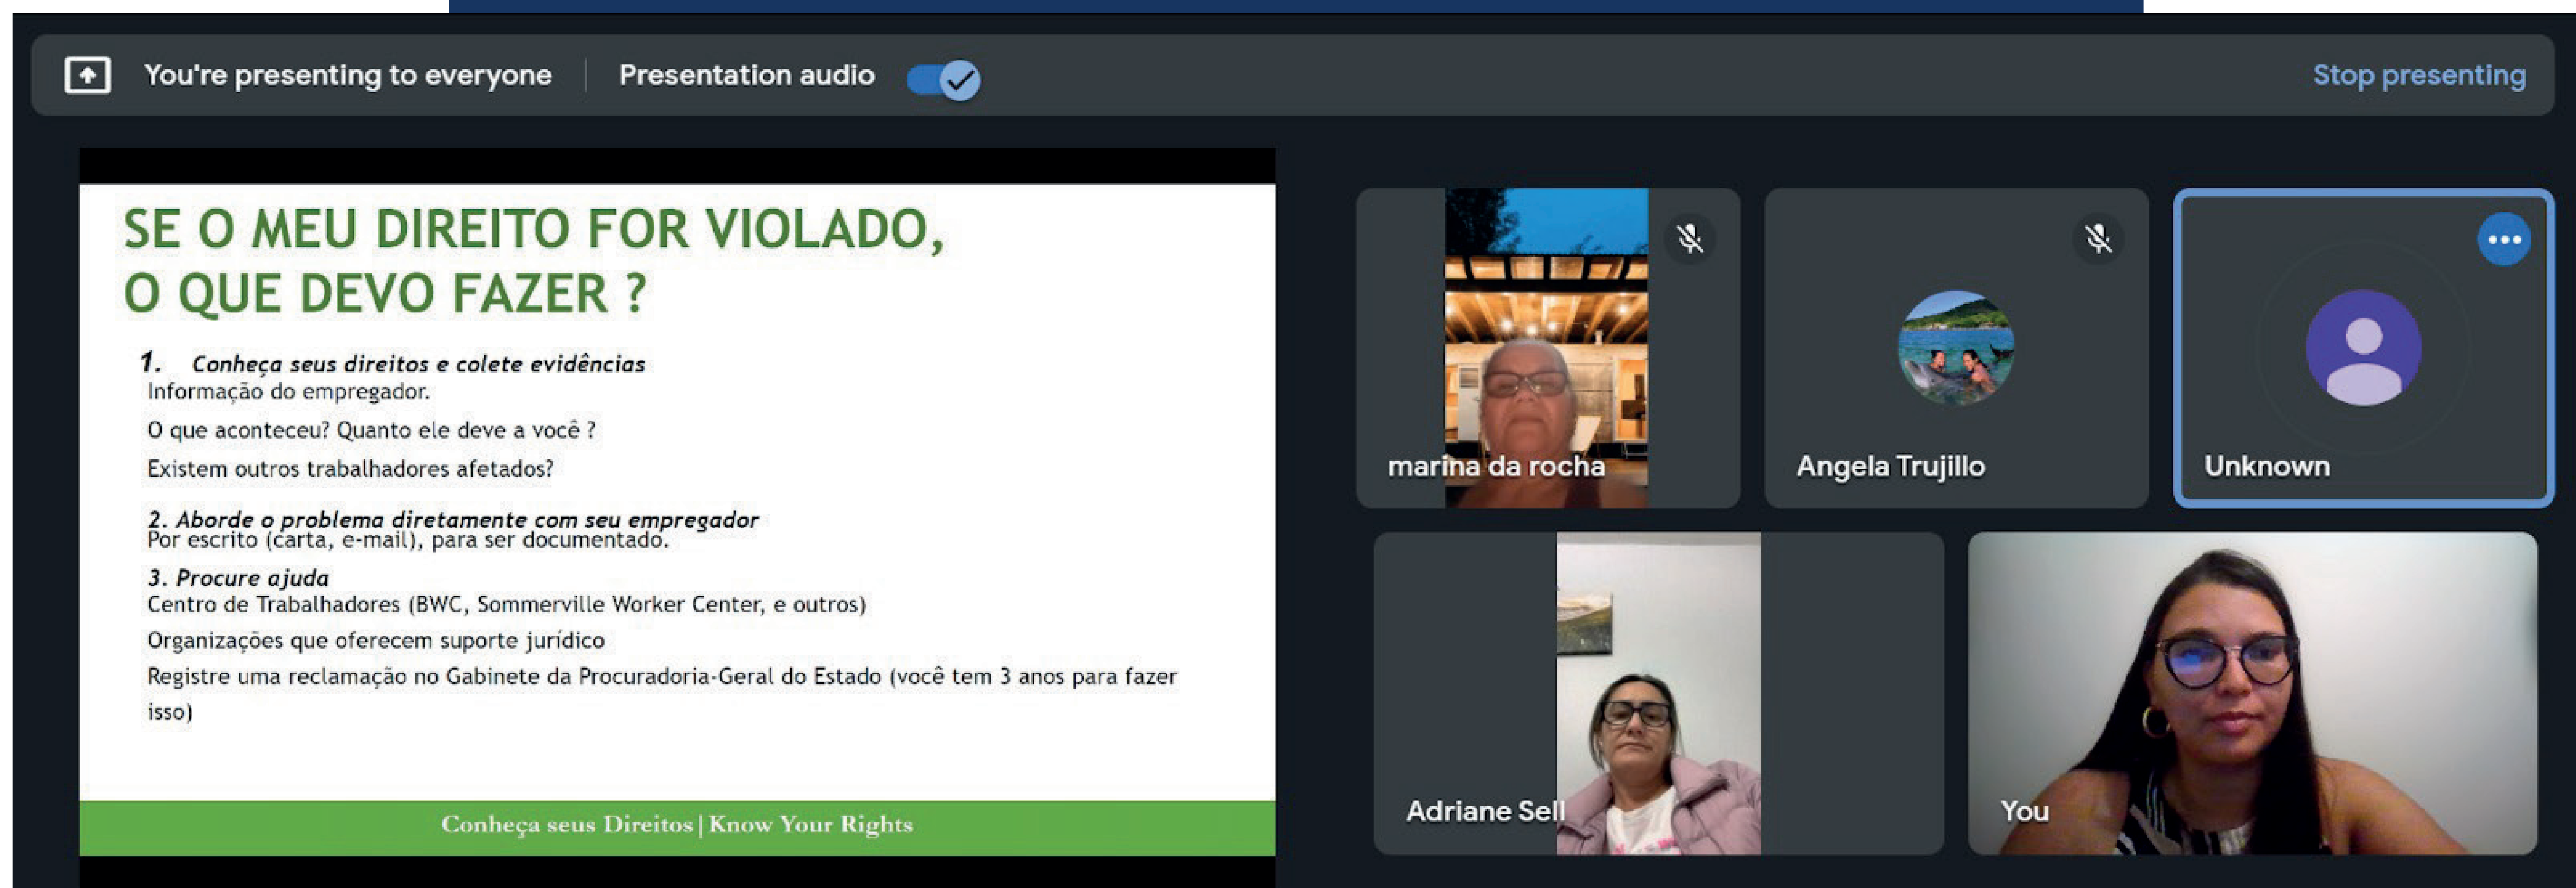 You're presenting to everyone
Presentation audio
Stop presenting
SE O MEU DIREITO FOR VIOLADO,
O QUE DEVO FAZER ?
1. Conheça seus direitos e colete evidências
Informação do empregador.
O que aconteceu? Quanto ele deve a você ?
Existem outros trabalhadores afetados?
2. Aborde o problema diretamente com seu empregador
Por escrito (carta, e-mail), para ser documentado.
3. Procure ajuda
Centro de Trabalhadores (BWC, Sommerville Worker Center, e outros)
Organizações que oferecem suporte jurídico
Registre uma reclamação no Gabinete da Procuradoria-Geral do Estado (você tem 3 anos para fazer
isso)
Conheça seus Direitos | Know Your Rights
marina da rocha
Angela Trujillo
Unknown
Adriane Sell
You